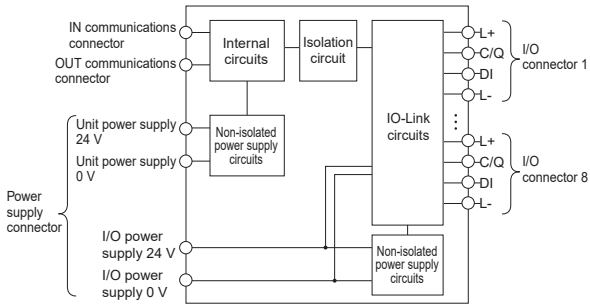 IN communications
connector
OUT communications
connector
Internal
circuits
Isolation
circuit
IO-Link
circuits
L+
C/Q
DI
L-
I/O
connector 1
⋮
L+
C/Q
DI
L-
I/O
connector 8
Unit power supply
24 V
Unit power supply
0 V
Non-isolated
power supply
circuits
Power
supply
connector
I/O power
supply 24 V
I/O power
supply 0 V
Non-isolated
power supply
circuits